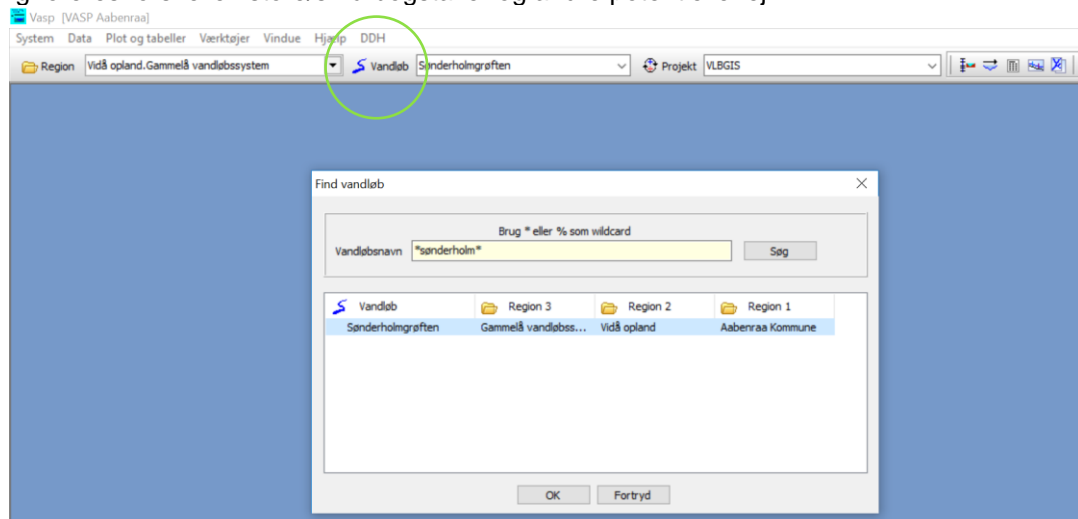 Vasp [VASP Aabenraa]
System Data Plot og tabeller Værktøjer Vindue Hjælp DDH
Region Vidå opland.Gammelå vandløbssystem Vandløb Sønderholmgrøften Projekt VLBGIS
Find vandløb
Brug * eller % som wildcard
Vandløbsnavn *sønderholm* Søg
Vandløb Region 3 Region 2 Region 1
Sønderholmgrøften Gammelå vandløbss... Vidå opland Aabenraa Kommune
OK Fortryd